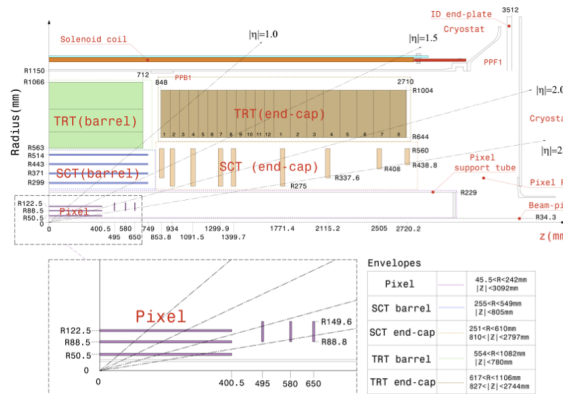 ID end-plate
3512
Cryostat
Solenoid coil
|η|=1.0
|η|=1.5
PPF1
R1150
R1066
712
848
PPB1
2710
R1004
|η|=2.0
TRT(barrel)
TRT(end-cap)
1 2 3 4 5 6 7 8 9 10 11 12 1 2 3 4 5 6 7 8
Cryosta
Radius(mm)
R644
R563
R514
R443
R371
R299
SCT(barrel)
SCT (end-cap)
R560
R438.8
R408
R337.6
R275
|η|=2
Pixel
support tube
Pixel P
R229
R122.5
R88.5
R50.5
Pixel
Beam-pi
R34.3
0
400.5 580 749 934 1299.9 1771.4 2115.2 2505 2720.2
495 650 853.8 1091.5 1399.7
z(mm
Pixel
R122.5
R88.5
R50.5
R149.6
R88.8
0
400.5 495 580 650
Envelopes
Pixel 45.5<R<242mm
|Z|<3092mm
SCT barrel 255<R<549mm
|Z|<805mm
SCT end-cap 251<R<610mm
810<|Z|<2797mm
TRT barrel 554<R<1082mm
|Z|<780mm
TRT end-cap 617<R<1106mm
827<|Z|<2744mm